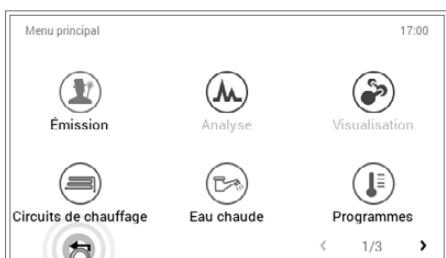 Menu principal 17:00
Émission Analyse Visualisation
Circuits de chauffage Eau chaude Programmes
1/3